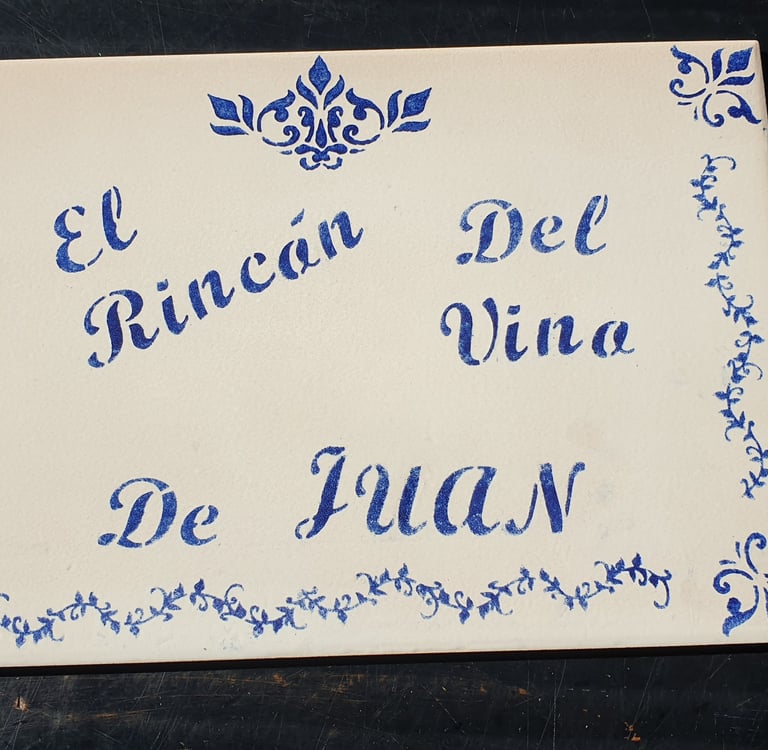 El Rincón
Del Vino
De JUAN